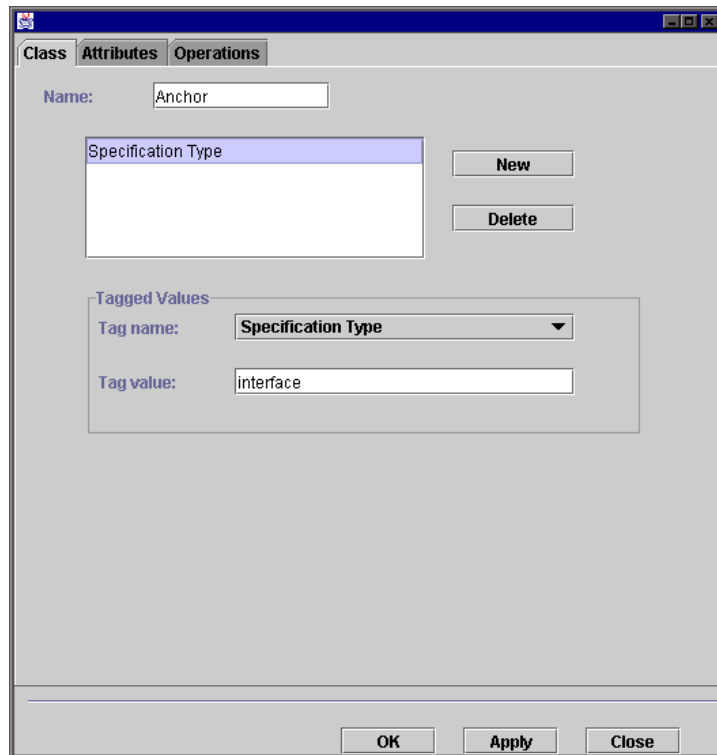 Class Attributes Operations
Name: Anchor
Specification Type
New
Delete
Tagged Values
Tag name: Specification Type
Tag value: interface
OK Apply Close